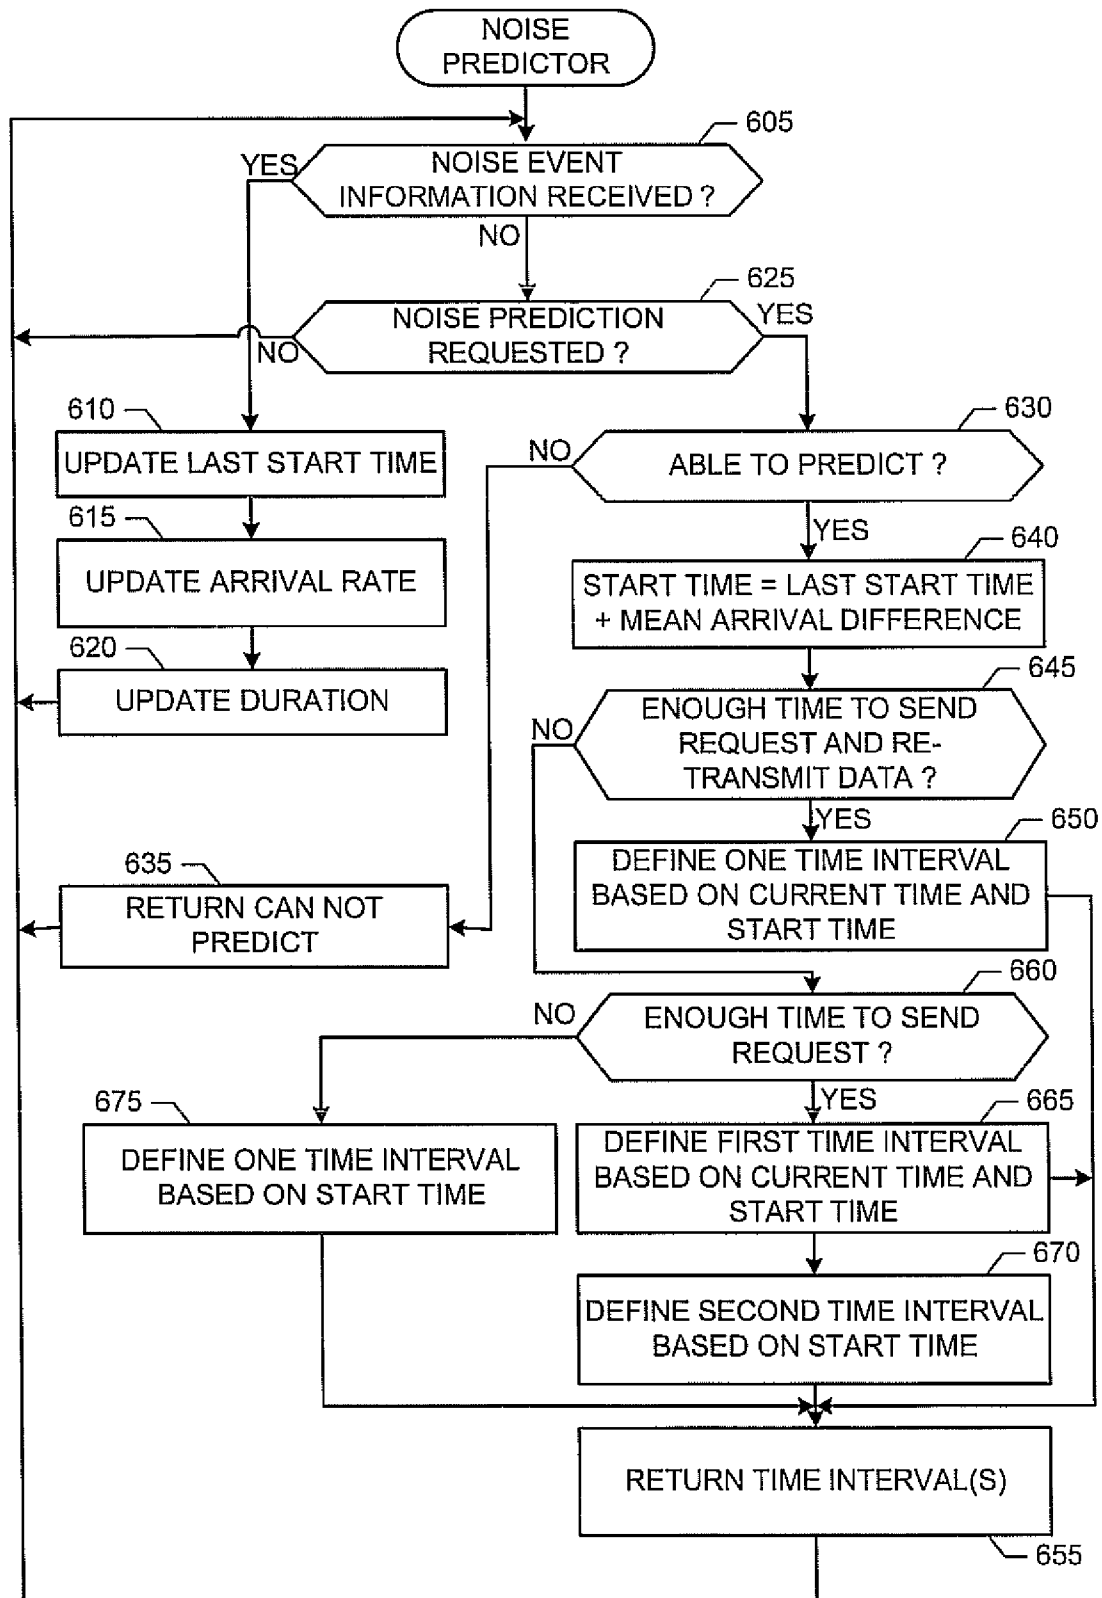 NOISE
PREDICTOR
605
YES
NOISE EVENT
INFORMATION RECEIVED ?
NO
625
NOISE PREDICTION
REQUESTED ?
YES
NO
610
UPDATE LAST START TIME
630
NO
ABLE TO PREDICT ?
YES
615
UPDATE ARRIVAL RATE
640
START TIME = LAST START TIME
+ MEAN ARRIVAL DIFFERENCE
620
UPDATE DURATION
645
NO
ENOUGH TIME TO SEND
REQUEST AND RE-
TRANSMIT DATA ?
YES
650
DEFINE ONE TIME INTERVAL
BASED ON CURRENT TIME AND
START TIME
635
RETURN CAN NOT
PREDICT
660
NO
ENOUGH TIME TO SEND
REQUEST ?
YES
675
DEFINE ONE TIME INTERVAL
BASED ON START TIME
665
DEFINE FIRST TIME INTERVAL
BASED ON CURRENT TIME AND
START TIME
670
DEFINE SECOND TIME INTERVAL
BASED ON START TIME
RETURN TIME INTERVAL(S)
655